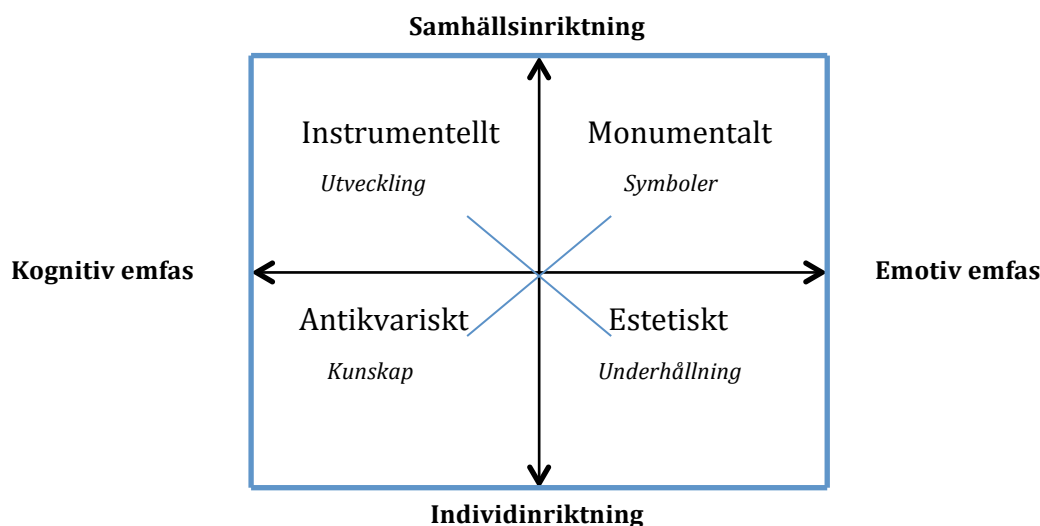 Samhällsinriktning
Instrumentellt Monumentalt
Utveckling Symboler
Kognitiv emfas Emotiv emfas
Antikvariskt Estetiskt
Kunskap Underhållning
Individinriktning